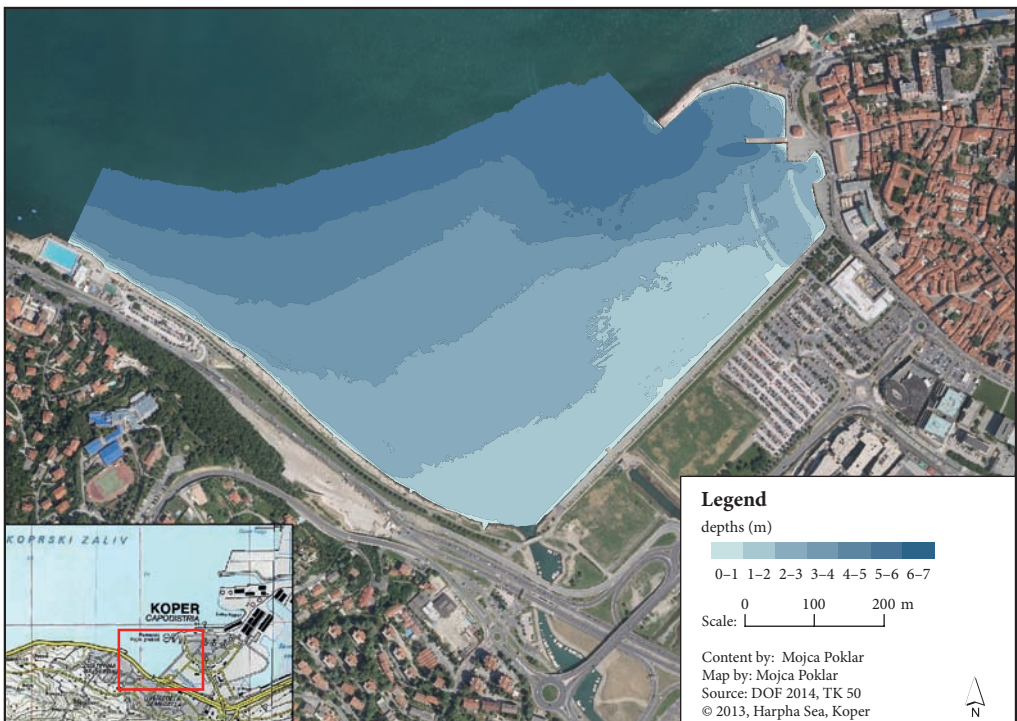 Legend
depths (m)
0–1 1–2 2–3 3–4 4–5 5–6 6–7
0 100 200 m
Scale:
Content by: Mojca Poklar
Map by: Mojca Poklar
Source: DOF 2014, TK 50
© 2013, Harpha Sea, Koper
N
KOPRSKI ZALIV
KOPER
CAPODISTRIA